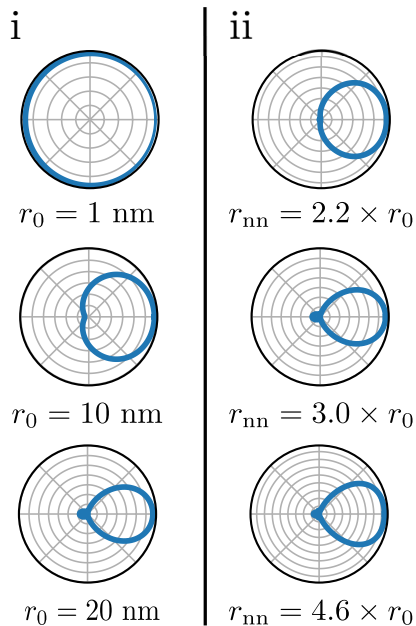 i
r₀ = 1 nm
r₀ = 10 nm
r₀ = 20 nm
ii
rₙₙ = 2.2 × r₀
rₙₙ = 3.0 × r₀
rₙₙ = 4.6 × r₀